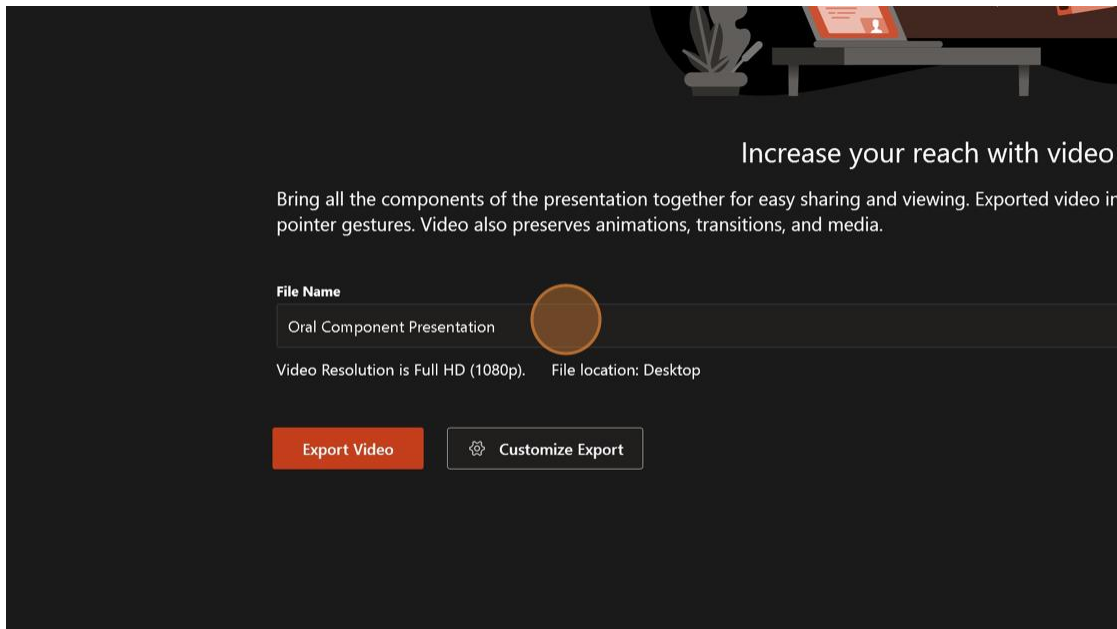 Increase your reach with video
Bring all the components of the presentation together for easy sharing and viewing. Exported video
pointer gestures. Video also preserves animations, transitions, and media.
File Name
Oral Component Presentation
Video Resolution is Full HD (1080p). File location: Desktop
Export Video
Customize Export